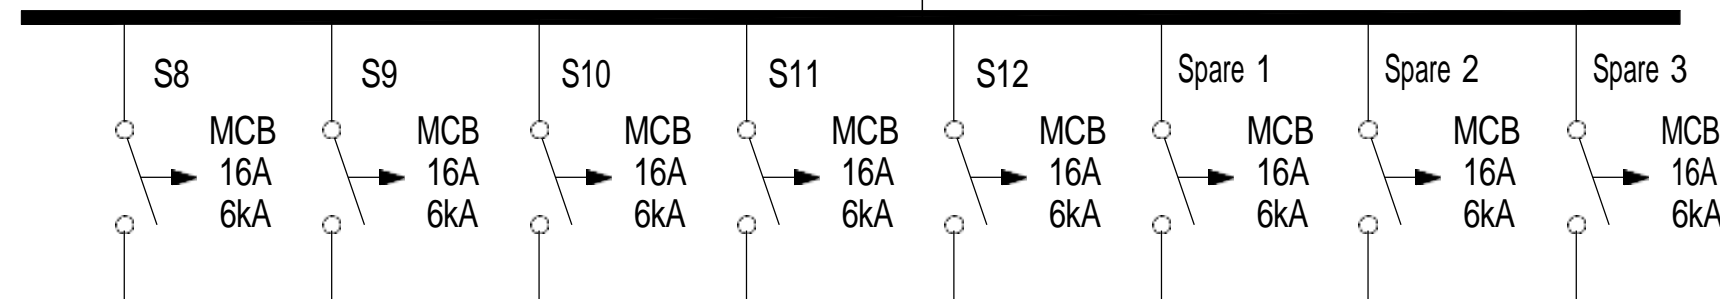 S8
S9
S10
S11
S12
Spare 1
Spare 2
Spare 3
MCB
16A
6kA
MCB
16A
6kA
MCB
16A
6kA
MCB
16A
6kA
MCB
16A
6kA
MCB
16A
6kA
MCB
16A
6kA
MCB
16A
6kA